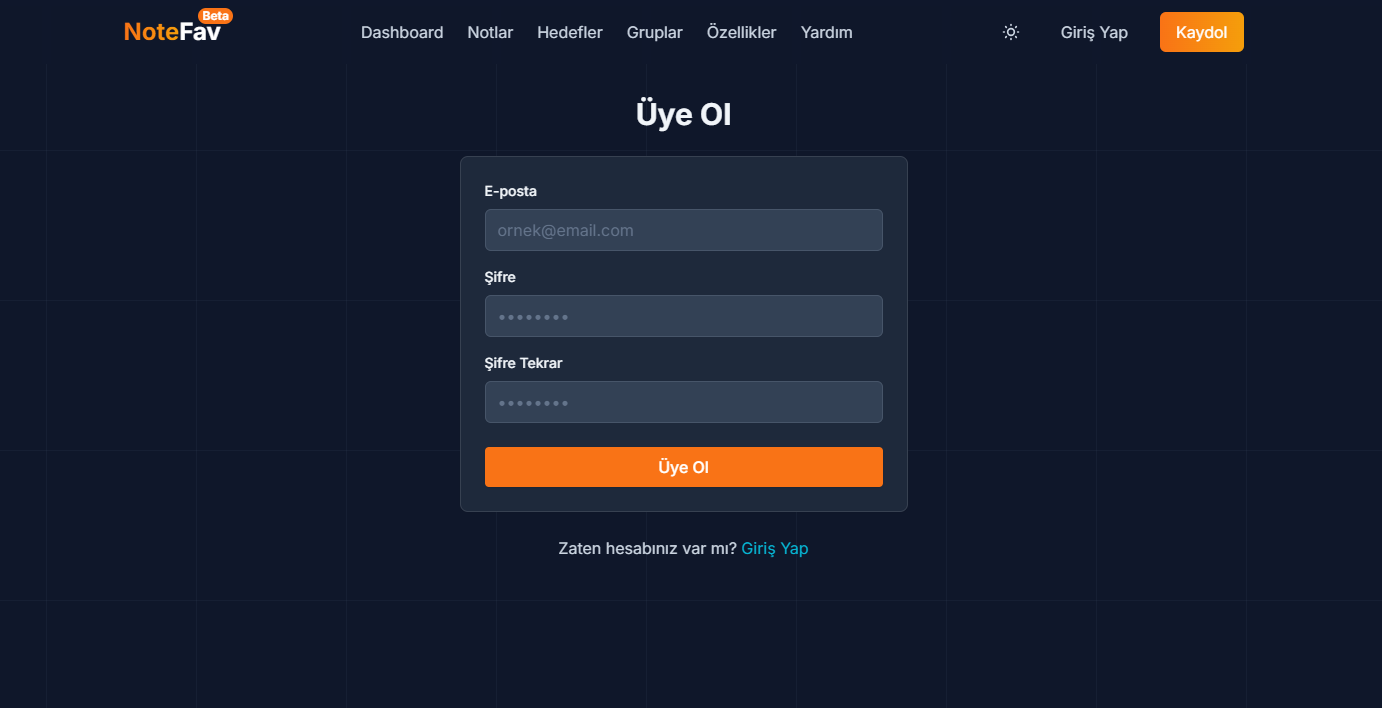 NoteFav Beta
Dashboard Notlar Hedefler Gruplar Özellikler Yardım Giriş Yap Kaydol
Üye Ol
E-posta
ornek@email.com
Şifre
••••••••
Şifre Tekrar
••••••••
Üye Ol
Zaten hesabınız var mı? Giriş Yap